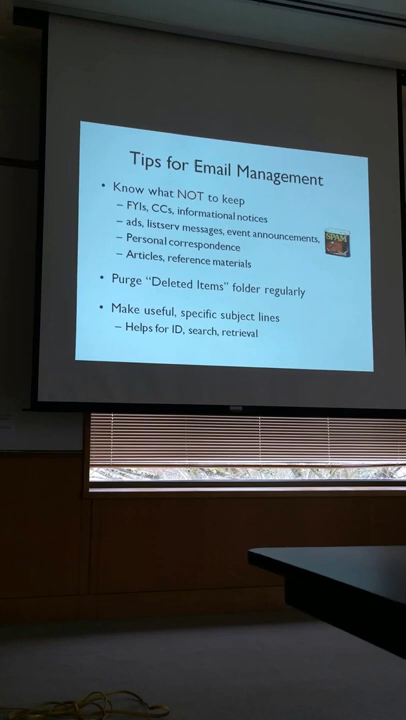 Tips for Email Management
• Know what NOT to keep
– FYIs, CCs, informational notices
– ads, listserv messages, event announcements,
SPAM
– Personal correspondence
– Articles, reference materials
• Purge “Deleted Items” folder regularly
• Make useful, specific subject lines
– Helps for ID, search, retrieval